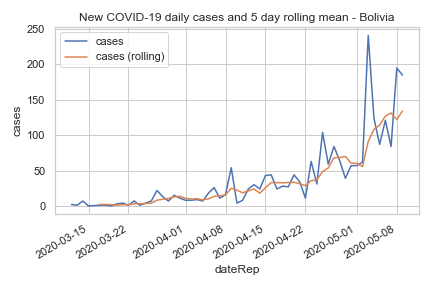 New COVID-19 daily cases and 5 day rolling mean - Bolivia
cases
cases (rolling)
250
200
150
100
50
0
cases
2020-03-15
2020-03-22
2020-04-01
2020-04-08
2020-04-15
2020-04-22
2020-05-01
2020-05-08
dateRep